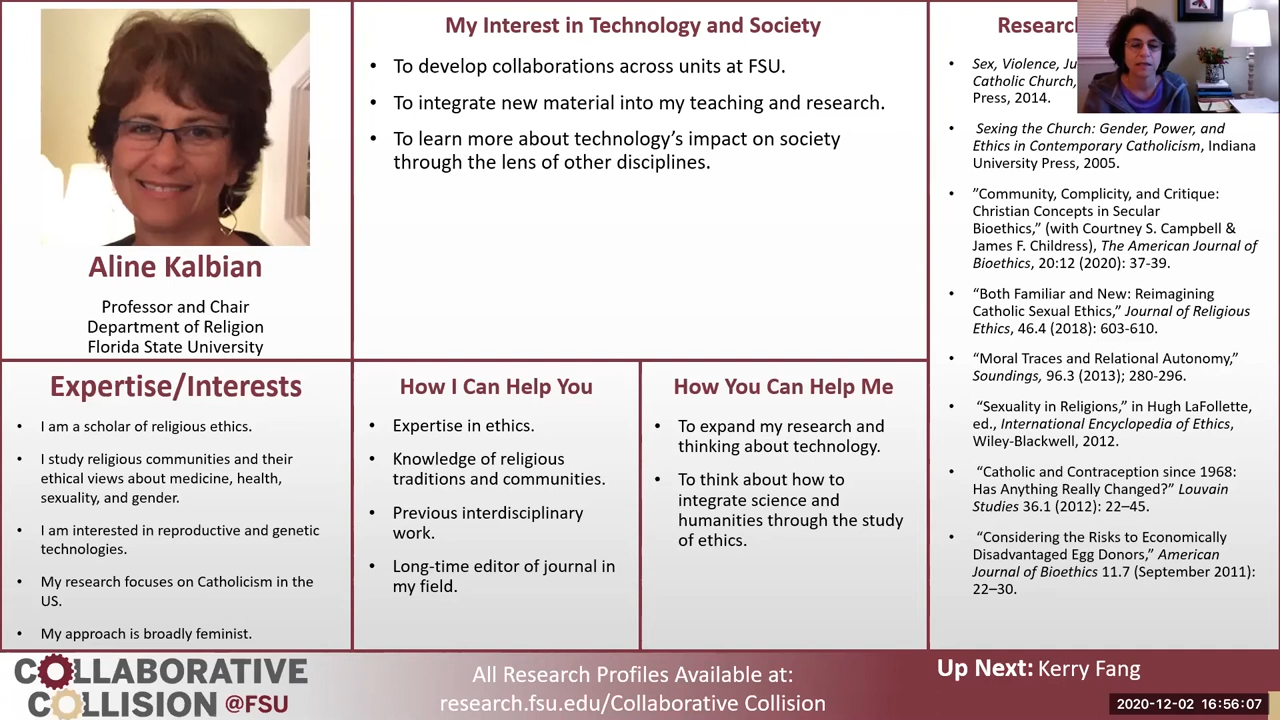 Aline Kalbian
Professor and Chair
Department of Religion
Florida State University
My Interest in Technology and Society
• To develop collaborations across units at FSU.
• To integrate new material into my teaching and research.
• To learn more about technology’s impact on society
through the lens of other disciplines.
Expertise/Interests
• I am a scholar of religious ethics.
• I study religious communities and their
ethical views about medicine, health,
sexuality, and gender.
• I am interested in reproductive and genetic
technologies.
• My research focuses on Catholicism in the
US.
• My approach is broadly feminist.
How I Can Help You
• Expertise in ethics.
• Knowledge of religious
traditions and communities.
• Previous interdisciplinary
work.
• Long-time editor of journal in
my field.
How You Can Help Me
• To expand my research and
thinking about technology.
• To think about how to
integrate science and
humanities through the study
of ethics.
Research
• Sex, Violence,
Catholic Church,
Press, 2014.
• Sexing the Church: Gender, Power, and
Ethics in Contemporary Catholicism, Indiana
University Press, 2005.
• ”Community, Complicity, and Critique:
Christian Concepts in Secular
Bioethics,” (with Courtney S. Campbell &
James F. Childress), The American Journal of
Bioethics, 20:12 (2020): 37-39.
• “Both Familiar and New: Reimagining
Catholic Sexual Ethics,” Journal of Religious
Ethics, 46.4 (2018): 603-610.
• “Moral Traces and Relational Autonomy,”
Soundings, 96.3 (2013); 280-296.
• “Sexuality in Religions,” in Hugh LaFollette,
ed., International Encyclopedia of Ethics,
Wiley-Blackwell, 2012.
• “Catholic and Contraception since 1968:
Has Anything Really Changed?” Louvain
Studies 36.1 (2012): 22–45.
• “Considering the Risks to Economically
Disadvantaged Egg Donors,” American
Journal of Bioethics 11.7 (September 2011):
22–30.
COLLABORATIVE
COLLISION @FSU
All Research Profiles Available at:
research.fsu.edu/Collaborative Collision
Up Next: Kerry Fang
2020-12-02 16:56:07